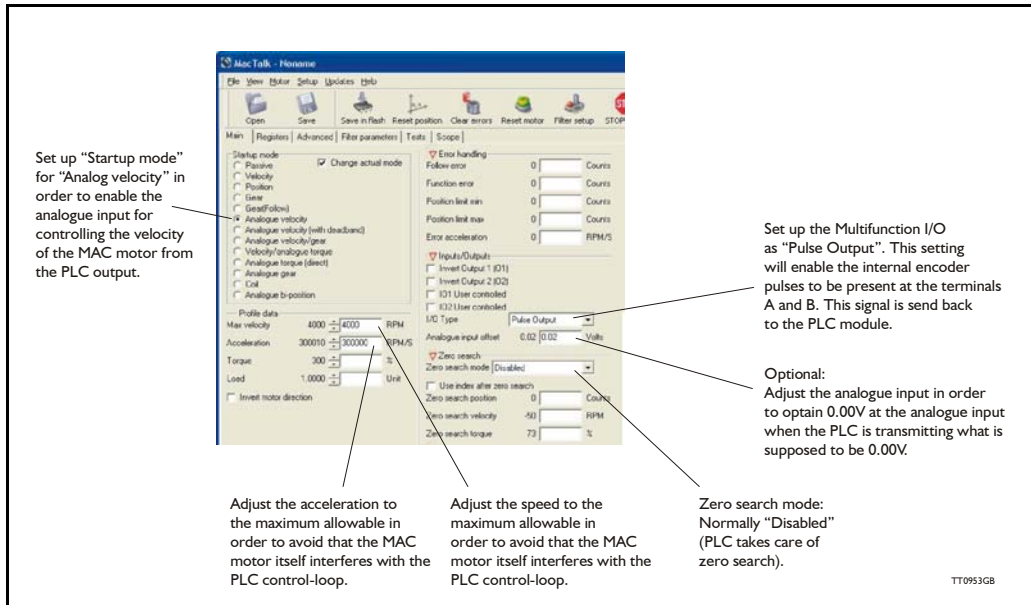 MacTalk - Noname
File View Motor Setup Updates Help
Open Save Save in flash Reset position Clear errors Reset motor Filter setup STOP
Main Registers Advanced Filter parameters Tests Scope
Startup mode
Change actual mode
Passive
Velocity
Position
Gear
Gear(Follow)
Analogue velocity
Analogue velocity (with deadband)
Analogue velocity/gear
Velocity/analogue torque
Analogue torque (direct)
Analogue gear
Coil
Analogue bi-position
Profile data
Max velocity 4000 4000 RPM
Acceleration 300010 300000 RPM/S
Torque 300 %
Load 1.0000 Unit
Invert motor direction
Error handling
Follow error 0 Counts
Function error 0 Counts
Position limit min 0 Counts
Position limit max 0 Counts
Error acceleration 0 RPM/S
Inputs/Outputs
Invert Output 1 (O1)
Invert Output 2 (O2)
IO1 User controlled
IO2 User controlled
I/O Type Pulse Output
Analogue input offset 0.02 0.02 Volts
Zero search
Zero search mode Disabled
Use index after zero search
Zero search position 0 Counts
Zero search velocity -50 RPM
Zero search torque 73 %
Set up “Startup mode”
for “Analog velocity” in
order to enable the
analogue input for
controlling the velocity
of the MAC motor from
the PLC output.
Set up the Multifunction I/O
as “Pulse Output”. This setting
will enable the internal encoder
pulses to be present at the terminals
A and B. This signal is send back
to the PLC module.
Optional:
Adjust the analogue input in order
to optain 0.00V at the analogue input
when the PLC is transmitting what is
supposed to be 0.00V.
Adjust the acceleration to
the maximum allowable in
order to avoid that the MAC
motor itself interferes with the
PLC control-loop.
Adjust the speed to the
maximum allowable in
order to avoid that the MAC
motor itself interferes with the
PLC control-loop.
Zero search mode:
Normally “Disabled”
(PLC takes care of
zero search).
TT0953GB